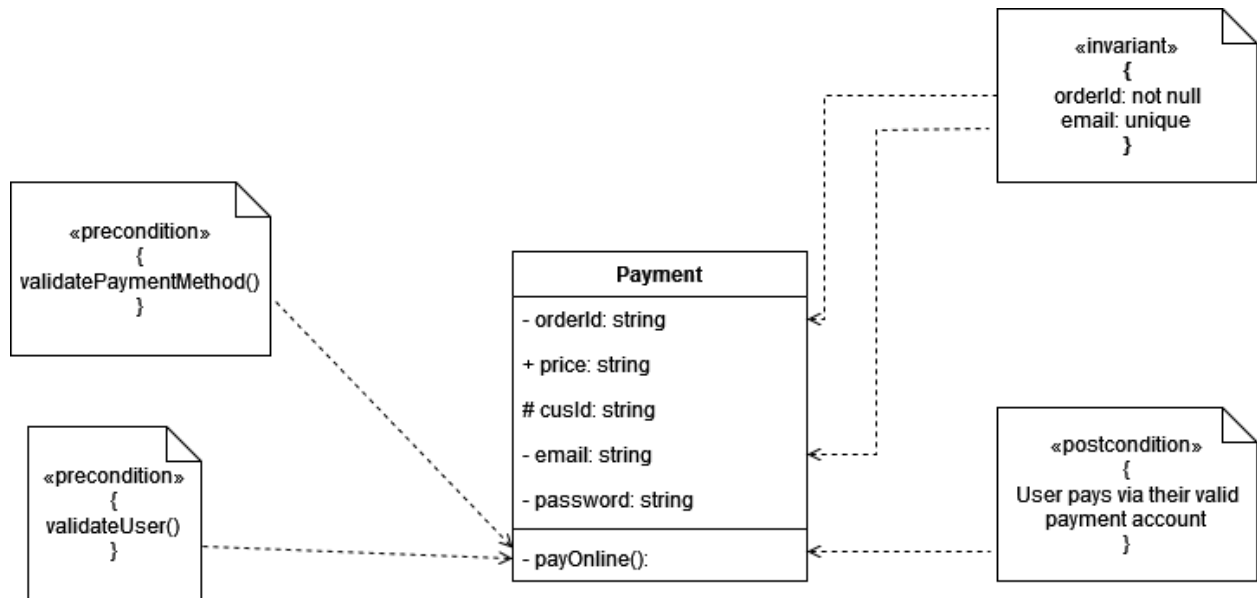 «invariant»
{
orderId: not null
email: unique
}
«precondition»
{
validatePaymentMethod()
}
Payment
- orderId: string
+ price: string
# cusId: string
- email: string
- password: string
- payOnline():
«precondition»
{
validateUser()
}
«postcondition»
{
User pays via their valid
payment account
}